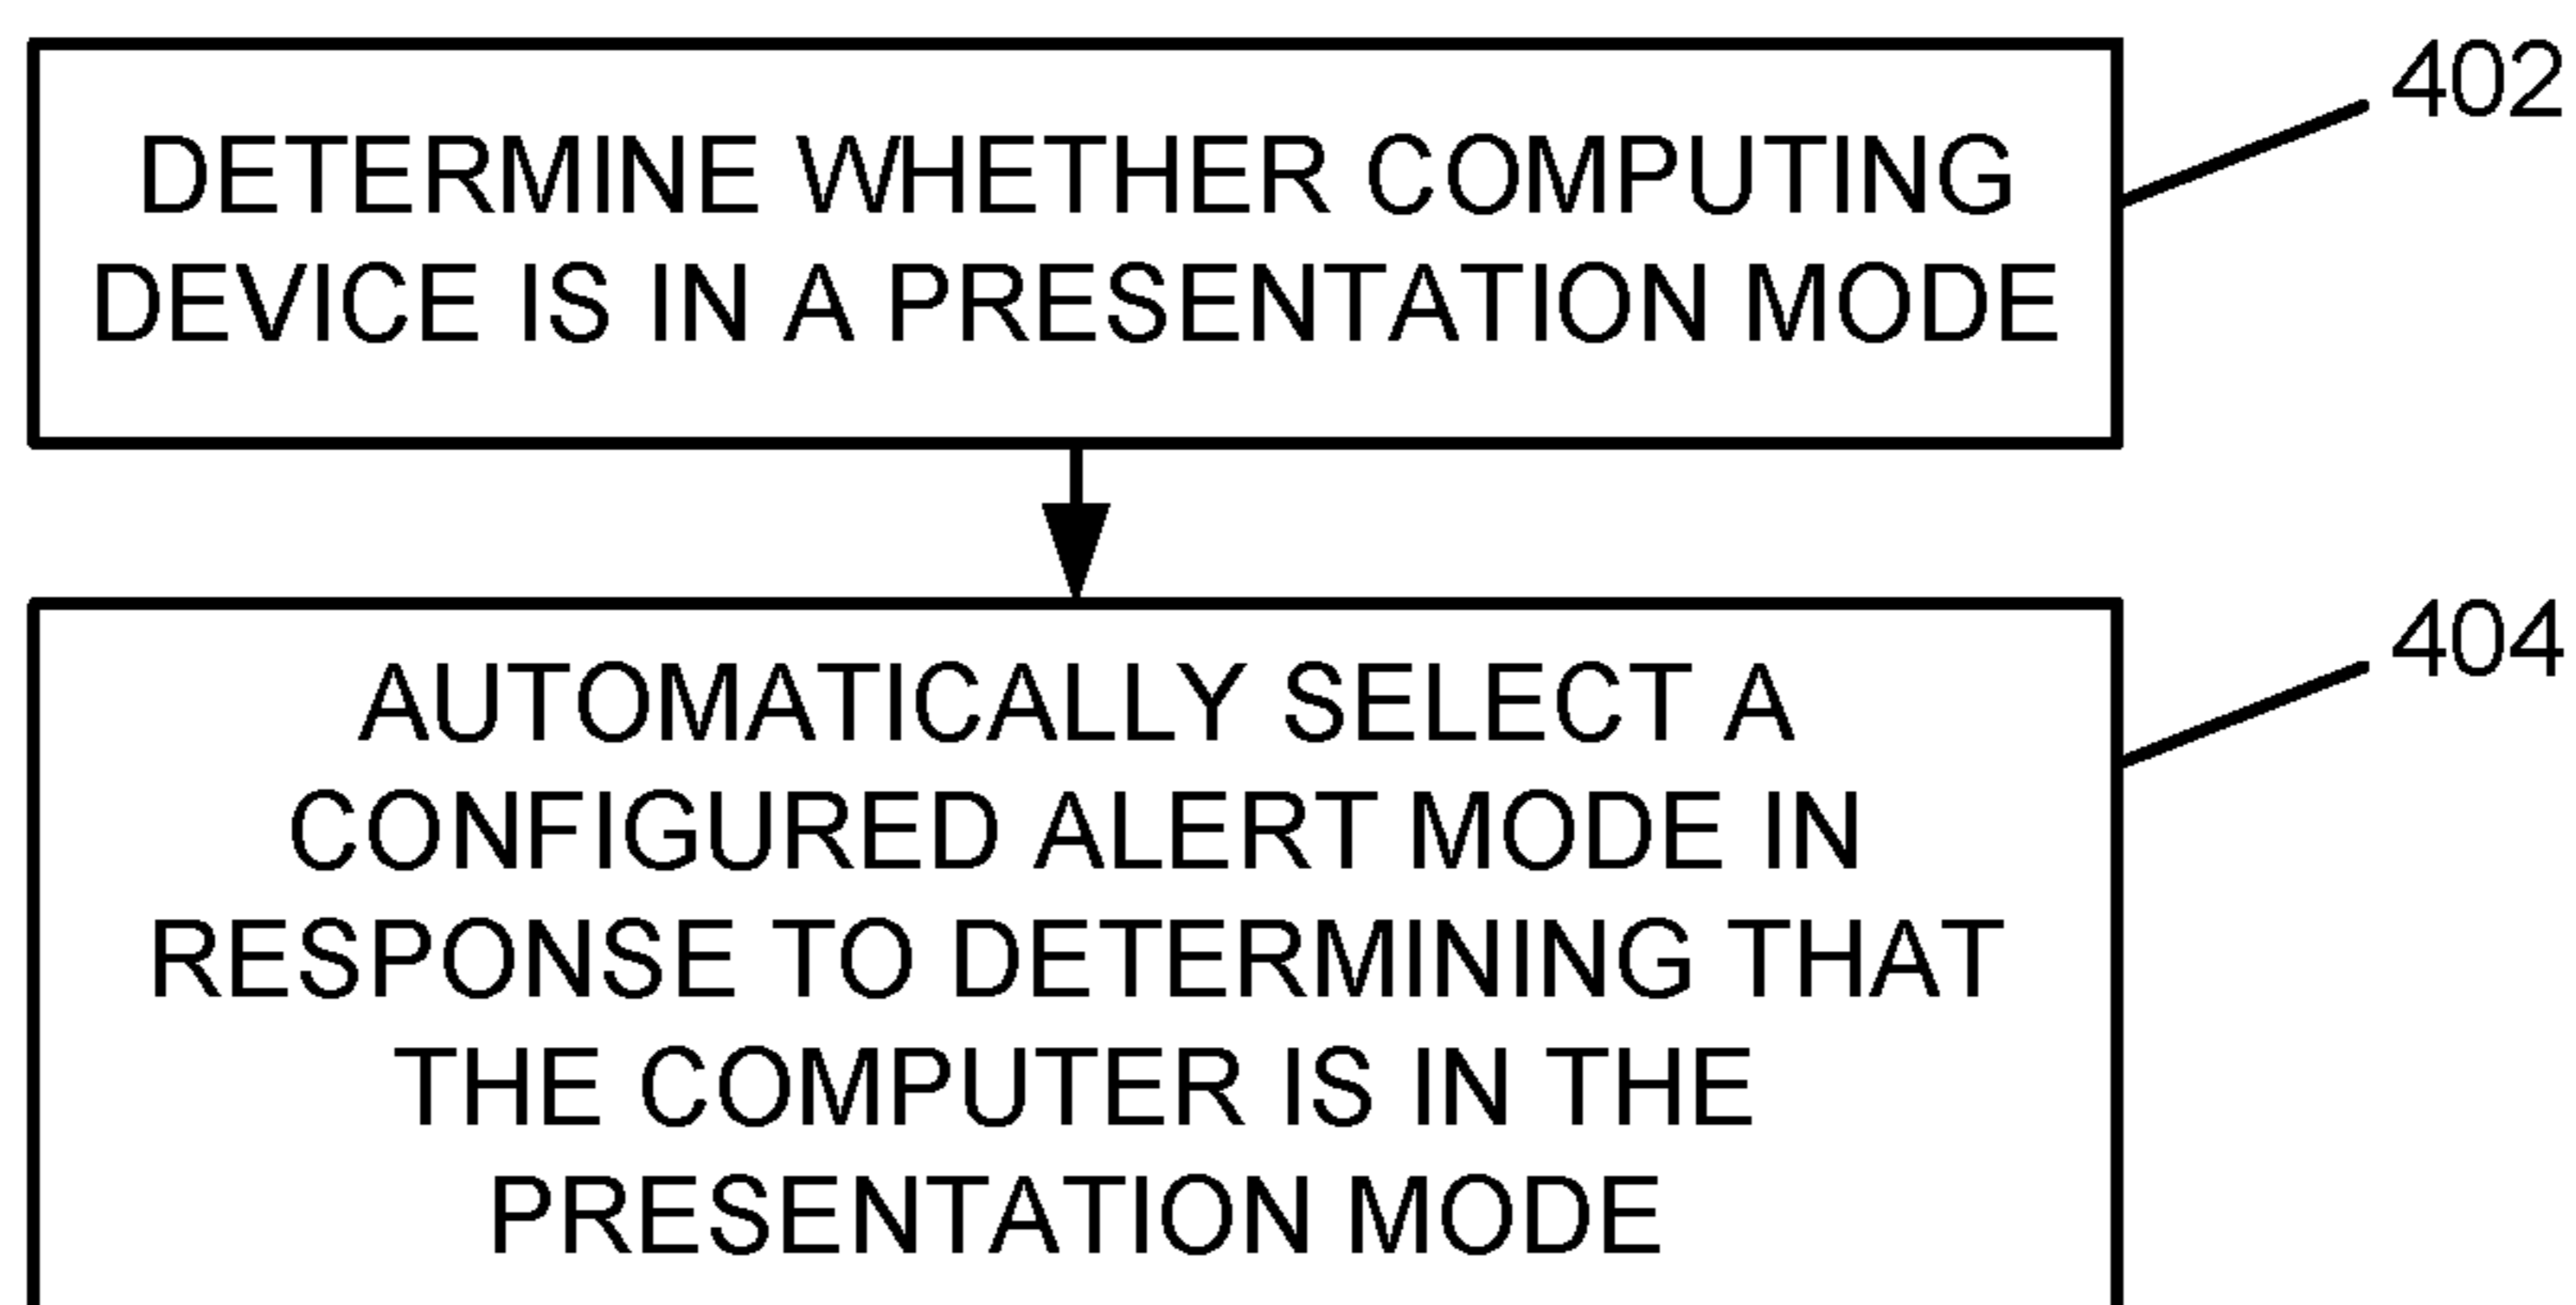 402
DETERMINE WHETHER COMPUTING
DEVICE IS IN A PRESENTATION MODE
404
AUTOMATICALLY SELECT A
CONFIGURED ALERT MODE IN
RESPONSE TO DETERMINING THAT
THE COMPUTER IS IN THE
PRESENTATION MODE